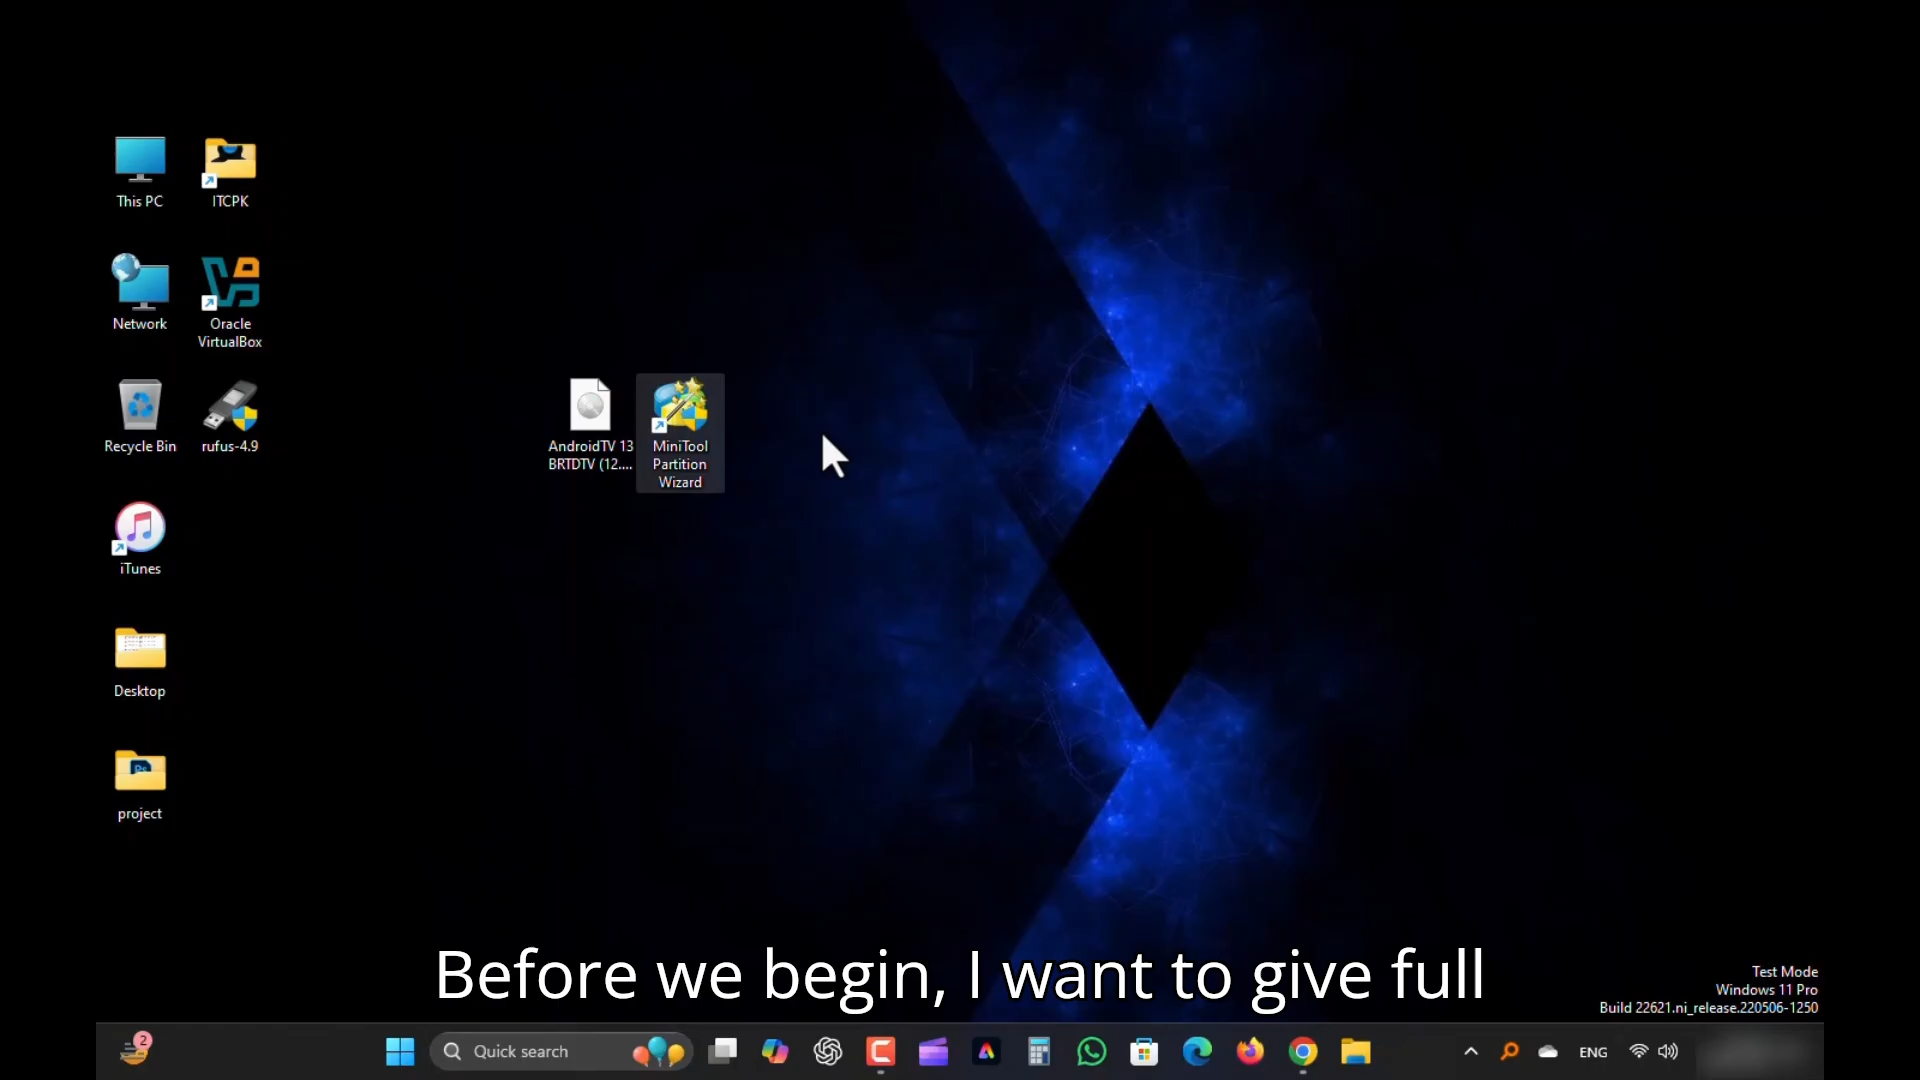 This PC
ITCPK
Network
Oracle
VirtualBox
Recycle Bin
rufus-4.9
AndroidTV 13
BRTDTV (12....
MiniTool
Partition
Wizard
iTunes
Desktop
Ps
project
Before we begin, I want to give full
Test Mode
Windows 11 Pro
Build 22621.ni_release.220506-1250
2
Quick search
ENG